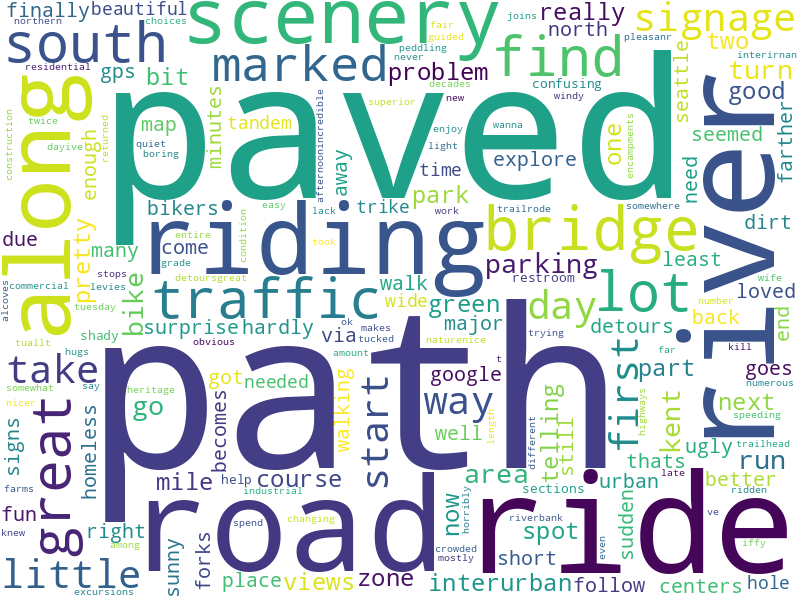 northern
choices
finally
beautiful
scenery
joins
fair
guided
really
signage
pleasanr
interirnan
south
residential
gps
bit
marked
peddling
never
problem
north
find
two
turn
decades
new
confusing
windy
seattle
good
along
construction
twice
dayive
quiet
boring
map
minutes
tandem
afternoonincredible
superior
enjoy
light
paved
wanna
one
encampments
seemed
farther
river
enough
returned
away
time
explore
need
due
pretty
many
bikers
come
entire
grade
easy
condition
lack
trike
park
work
trailrode
somewhere
dirt
riding
bridge
least
alcoves
commercial
stops
levies
tuesday
bike
shady
detoursgreat
took
traffic
walk
wide
green
parking
restroom
day
lot
loved
wife
number
back
end
tuallt
hugs
surprise
hardly
via
ok
makes
tucked
major
trying
detours
obvious
amount
naturenice
t
far
kill
numerous
take
path
google
first
part
goes
somewhat
say
nicer
heritage
got
needed
go
walking
start
way
well
length
different
telling
still
highways
kent
next
speeding
ugly
trailhead
great
signs
homeless
becomes
mile
help
course
area
sections
urban
thats
late
run
ridden
better
farms
knew
fun
right
among
industrial
spend
changing
road
now
horribly
riverbank
crowded
mostly
ride
spot
short
even
sudden
iffy
ve
little
excursions
sunny
forks
place
views
zone
interurban
follow
centers
hole